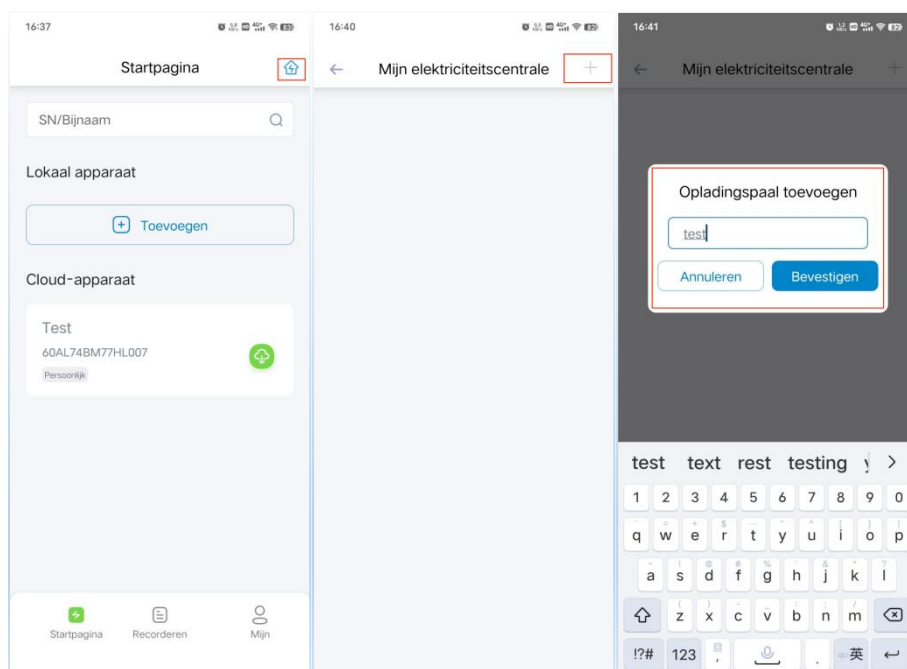 16:37
Startpagina
SN/Bijnaam
Lokaal apparaat
Toevoegen
Cloud-apparaat
Test
60AL74BM77HL007
Persoonlijk
Startpagina
Recorderen
Mijn
16:40
Mijn elektriciteitscentrale
16:41
Mijn elektriciteitscentrale
Opladingspaal toevoegen
test
Annuleren
Bevestigen
test text rest testing
1 2 3 4 5 6 7 8 9 0
q w e r t y u i o p
a s d f g h j k l
z x c v b n m
!?# 123 , . 英